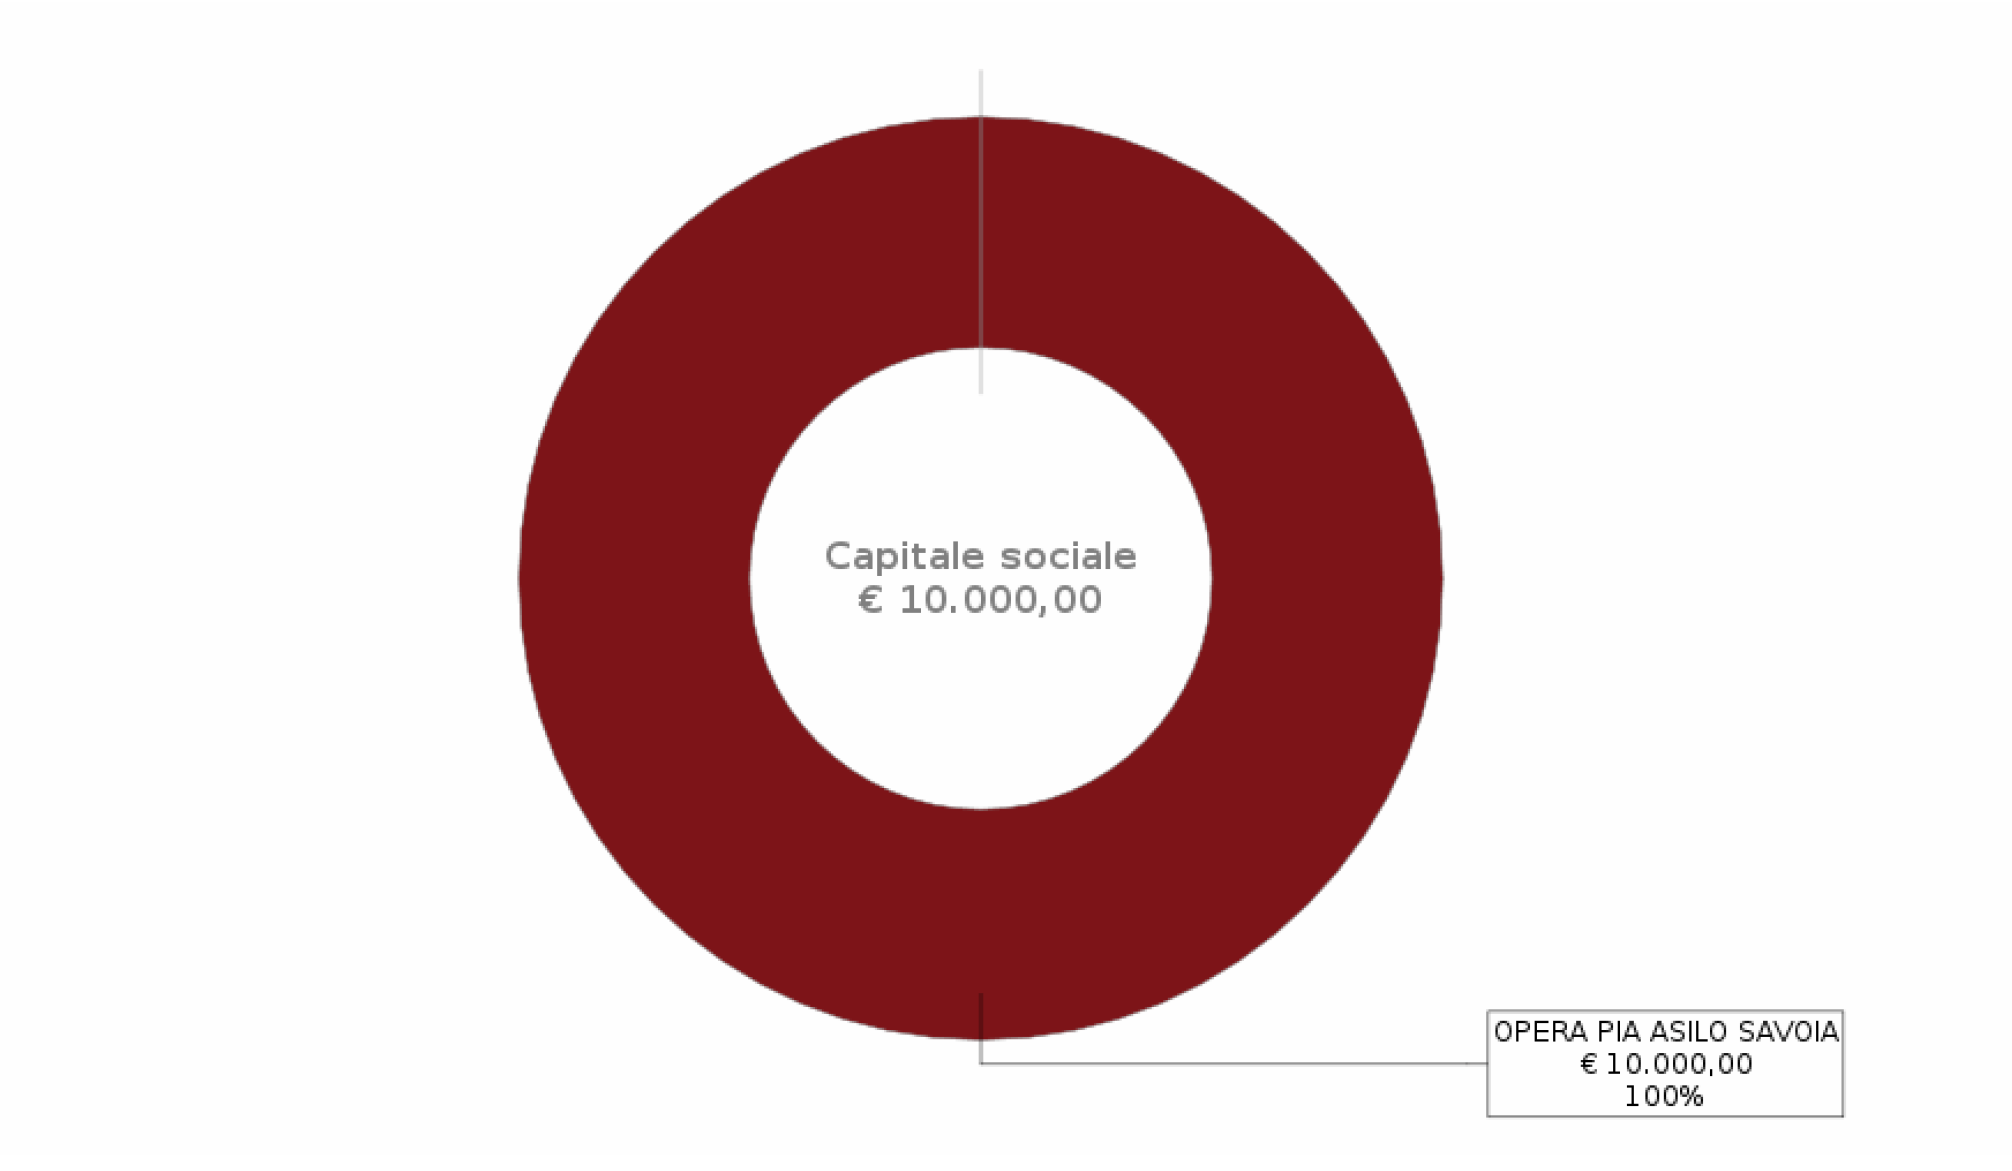 Capitale sociale
€ 10.000,00
OPERA PIA ASILO SAVOIA
€ 10.000,00
100%